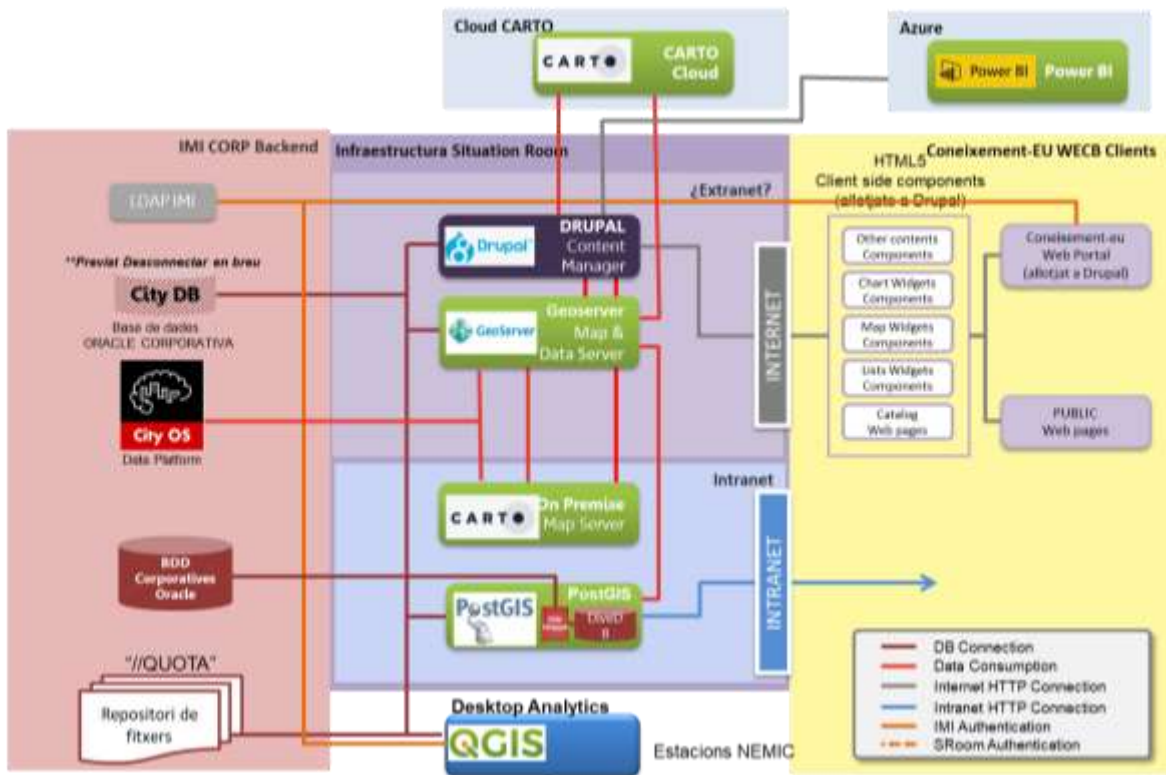 Cloud CARTO
CARTO
CARTO
Cloud
Azure
Power BI
Power BI
IMI CORP Backend
Infraestructura Situation Room
Coneixement-EU WECB Clients
HTML5
Client side components
(allotjats a Drupal)
LDAP IMI
¿Extranet?
**Previst Desconnectar en breu
City DB
Base de dades
ORACLE CORPORATIVA
Drupal
DRUPAL
Content
Manager
Other contents
Components
Coneixement-eu
Web Portal
(allotjat a Drupal)
Chart Widgets
Components
GeoServer
Geoserver
Map &
Data Server
INTERNET
Map Widgets
Components
Lists Widgets
Components
Catalog
Web pages
PUBLIC
Web pages
City OS
Data Platform
Intranet
CARTO
On Premise
Map Server
INTRANET
BDD
Corporatives
Oracle
PostGIS
PostGIS
DiveD
B
"//QUOTA"
Repositori de
fitxers
Desktop Analytics
QGIS
Estacions NEMIC
DB Connection
Data Consumption
Internet HTTP Connection
Intranet HTTP Connection
IMI Authentication
SRoom Authentication